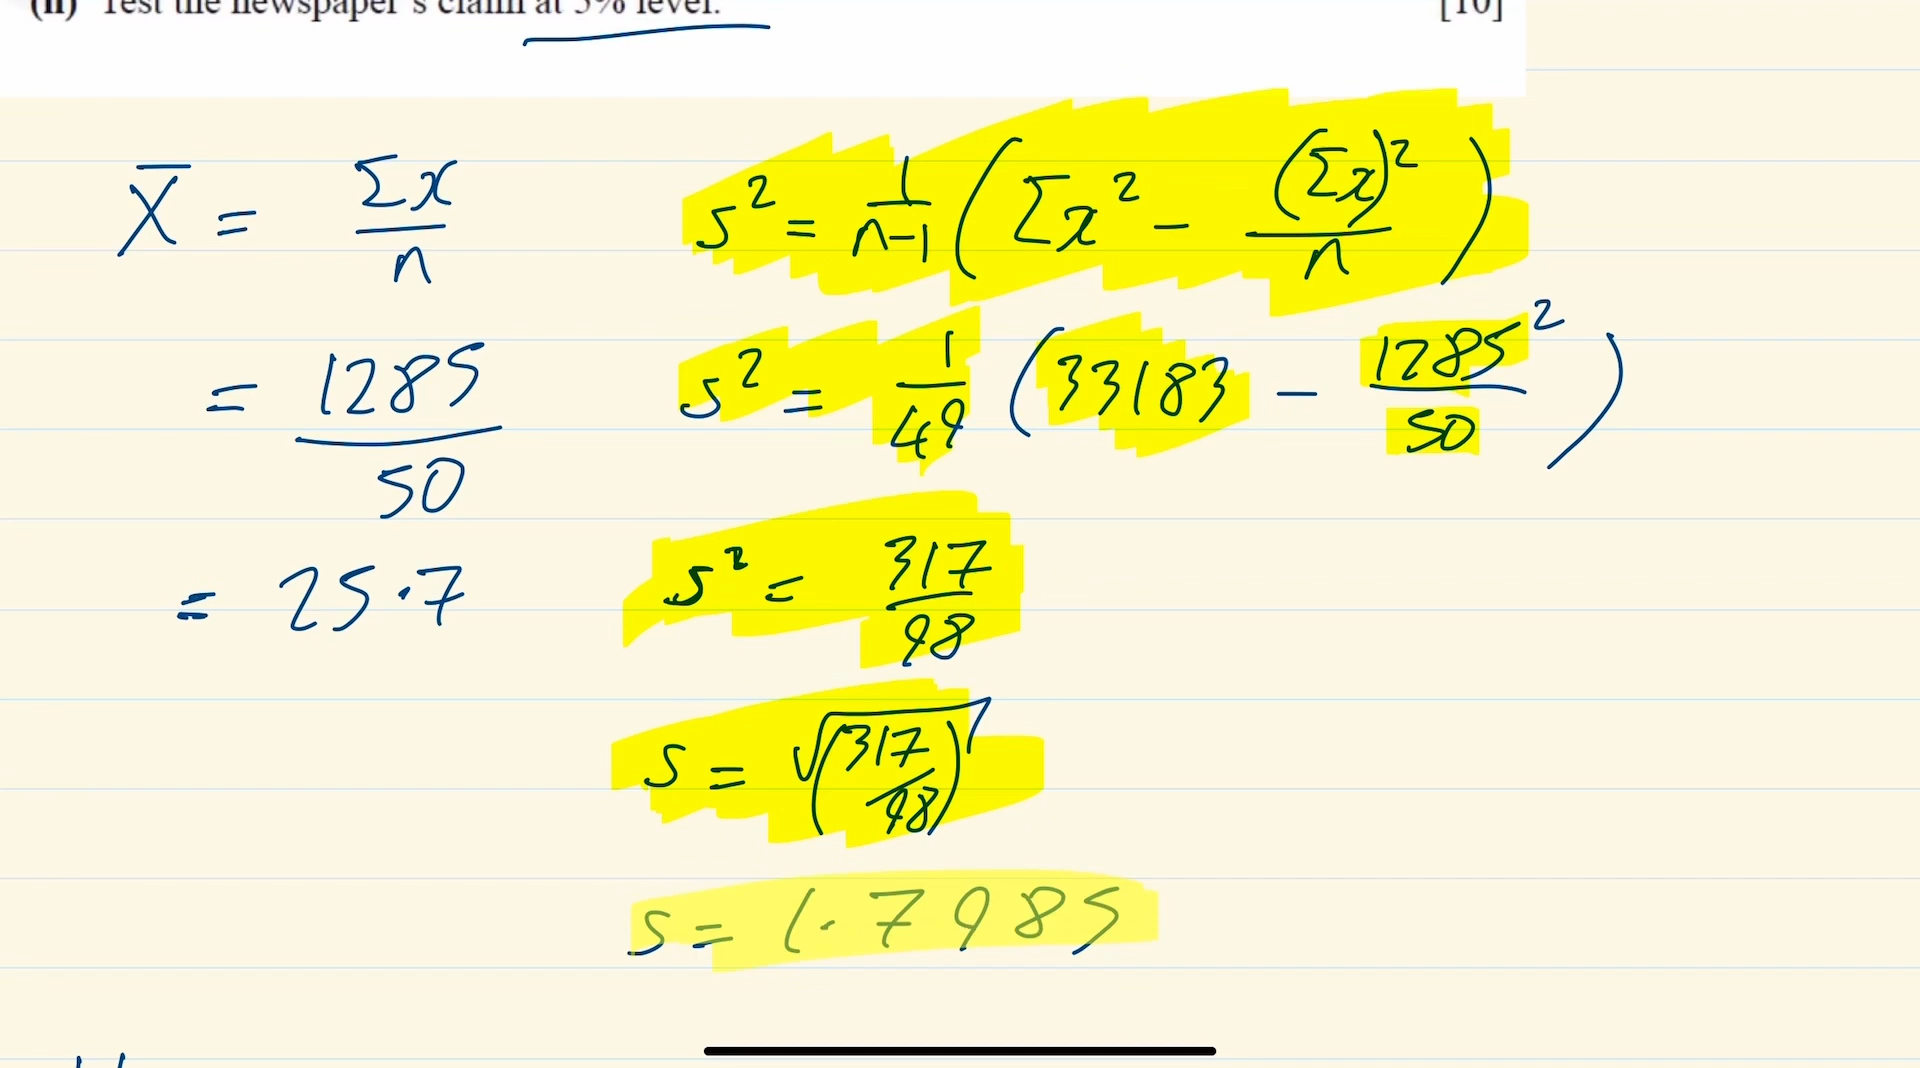 (ii) Test the newspaper's claim at 5% level. [10]
X̄ = Σx/n
= 1285/50
= 25.7
s² = 1/(n-1) (Σx² - (Σx)²/n)
s² = 1/49 (33183 - 1285²/50)
s² = 317/98
s = √(317/98)
s = 1.7985